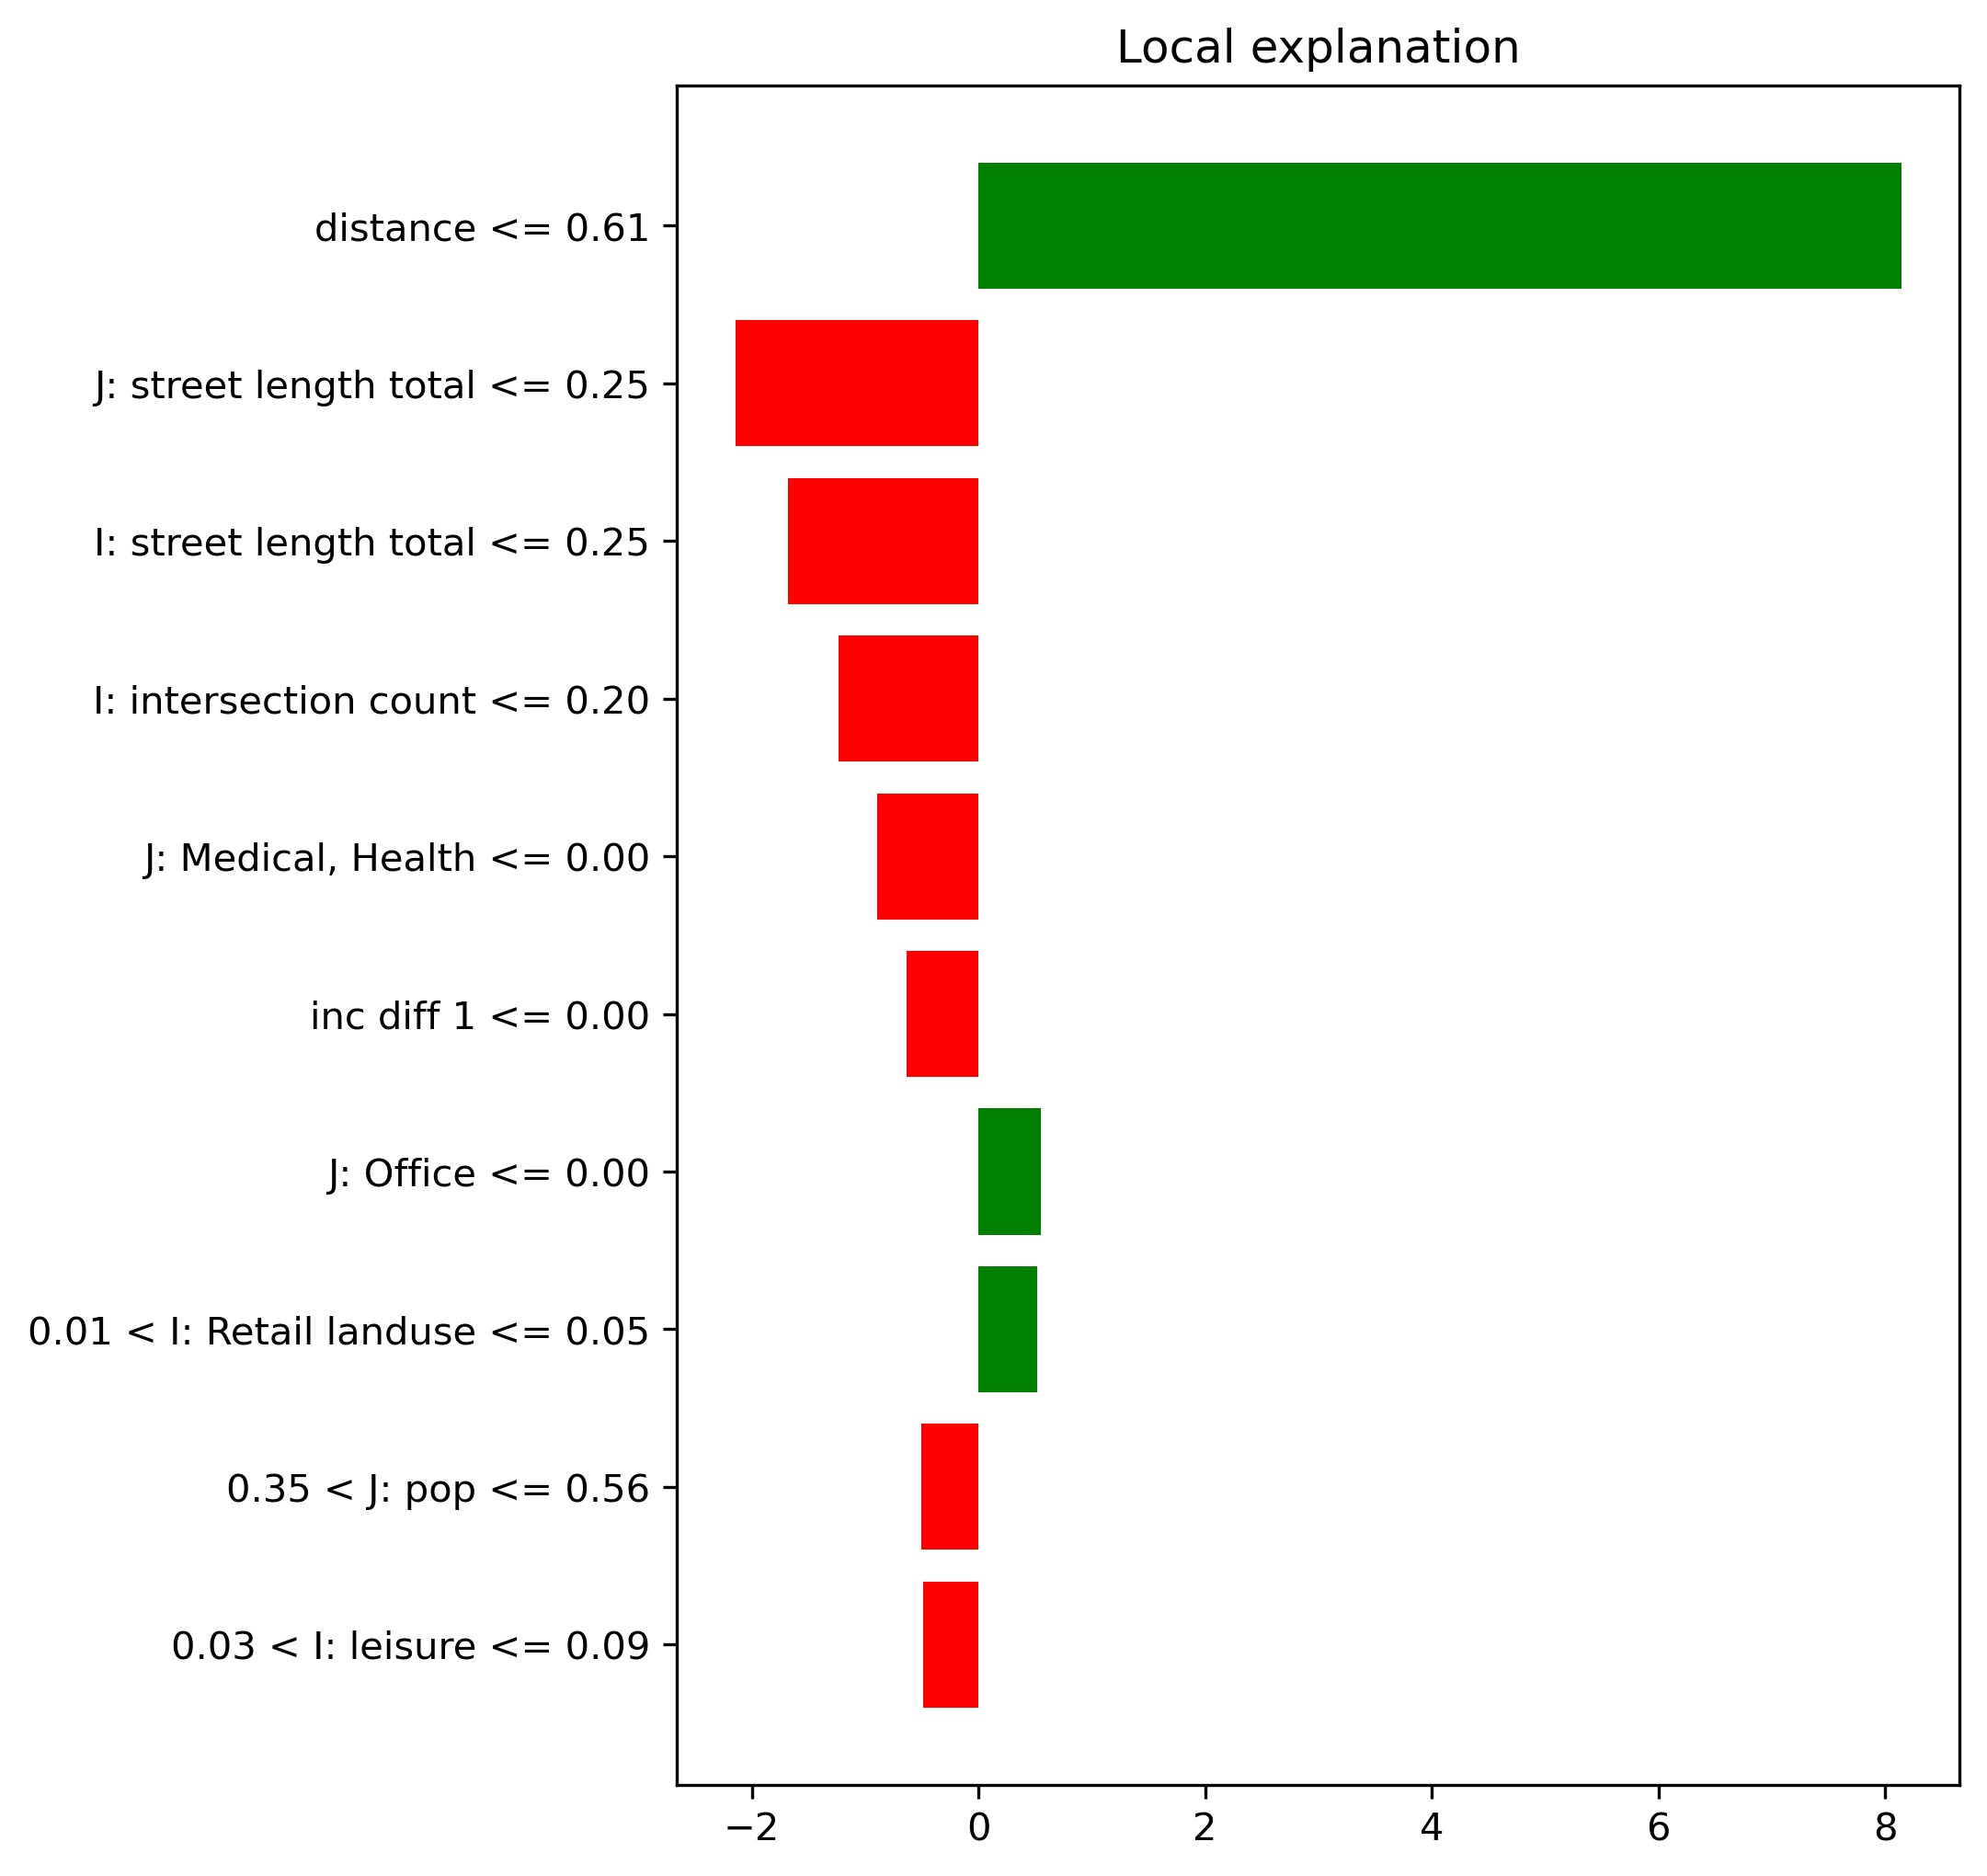 Local explanation
distance <= 0.61
J: street length total <= 0.25
I: street length total <= 0.25
I: intersection count <= 0.20
J: Medical, Health <= 0.00
inc diff 1 <= 0.00
J: Office <= 0.00
0.01 < I: Retail landuse <= 0.05
0.35 < J: pop <= 0.56
0.03 < I: leisure <= 0.09
−2 0 2 4 6 8